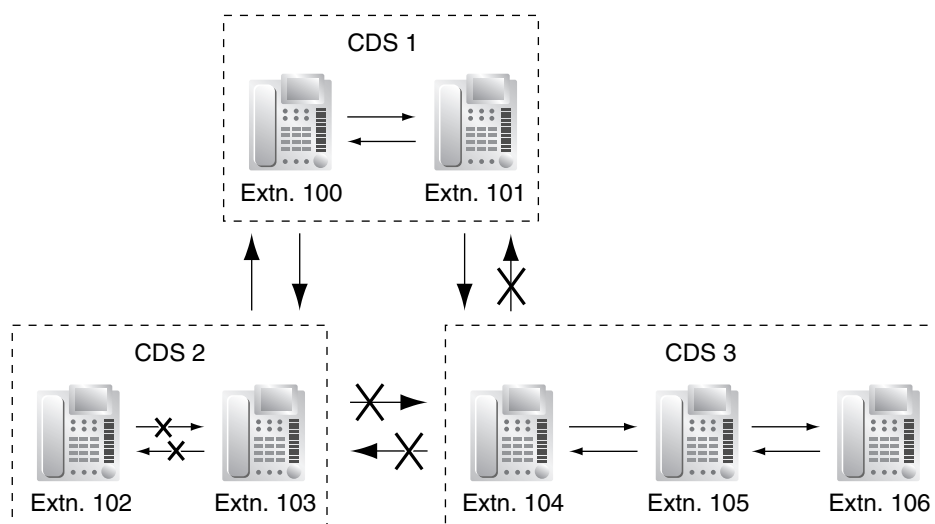 CDS 1
Extn. 100 Extn. 101
CDS 2
CDS 3
Extn. 102 Extn. 103
Extn. 104 Extn. 105 Extn. 106